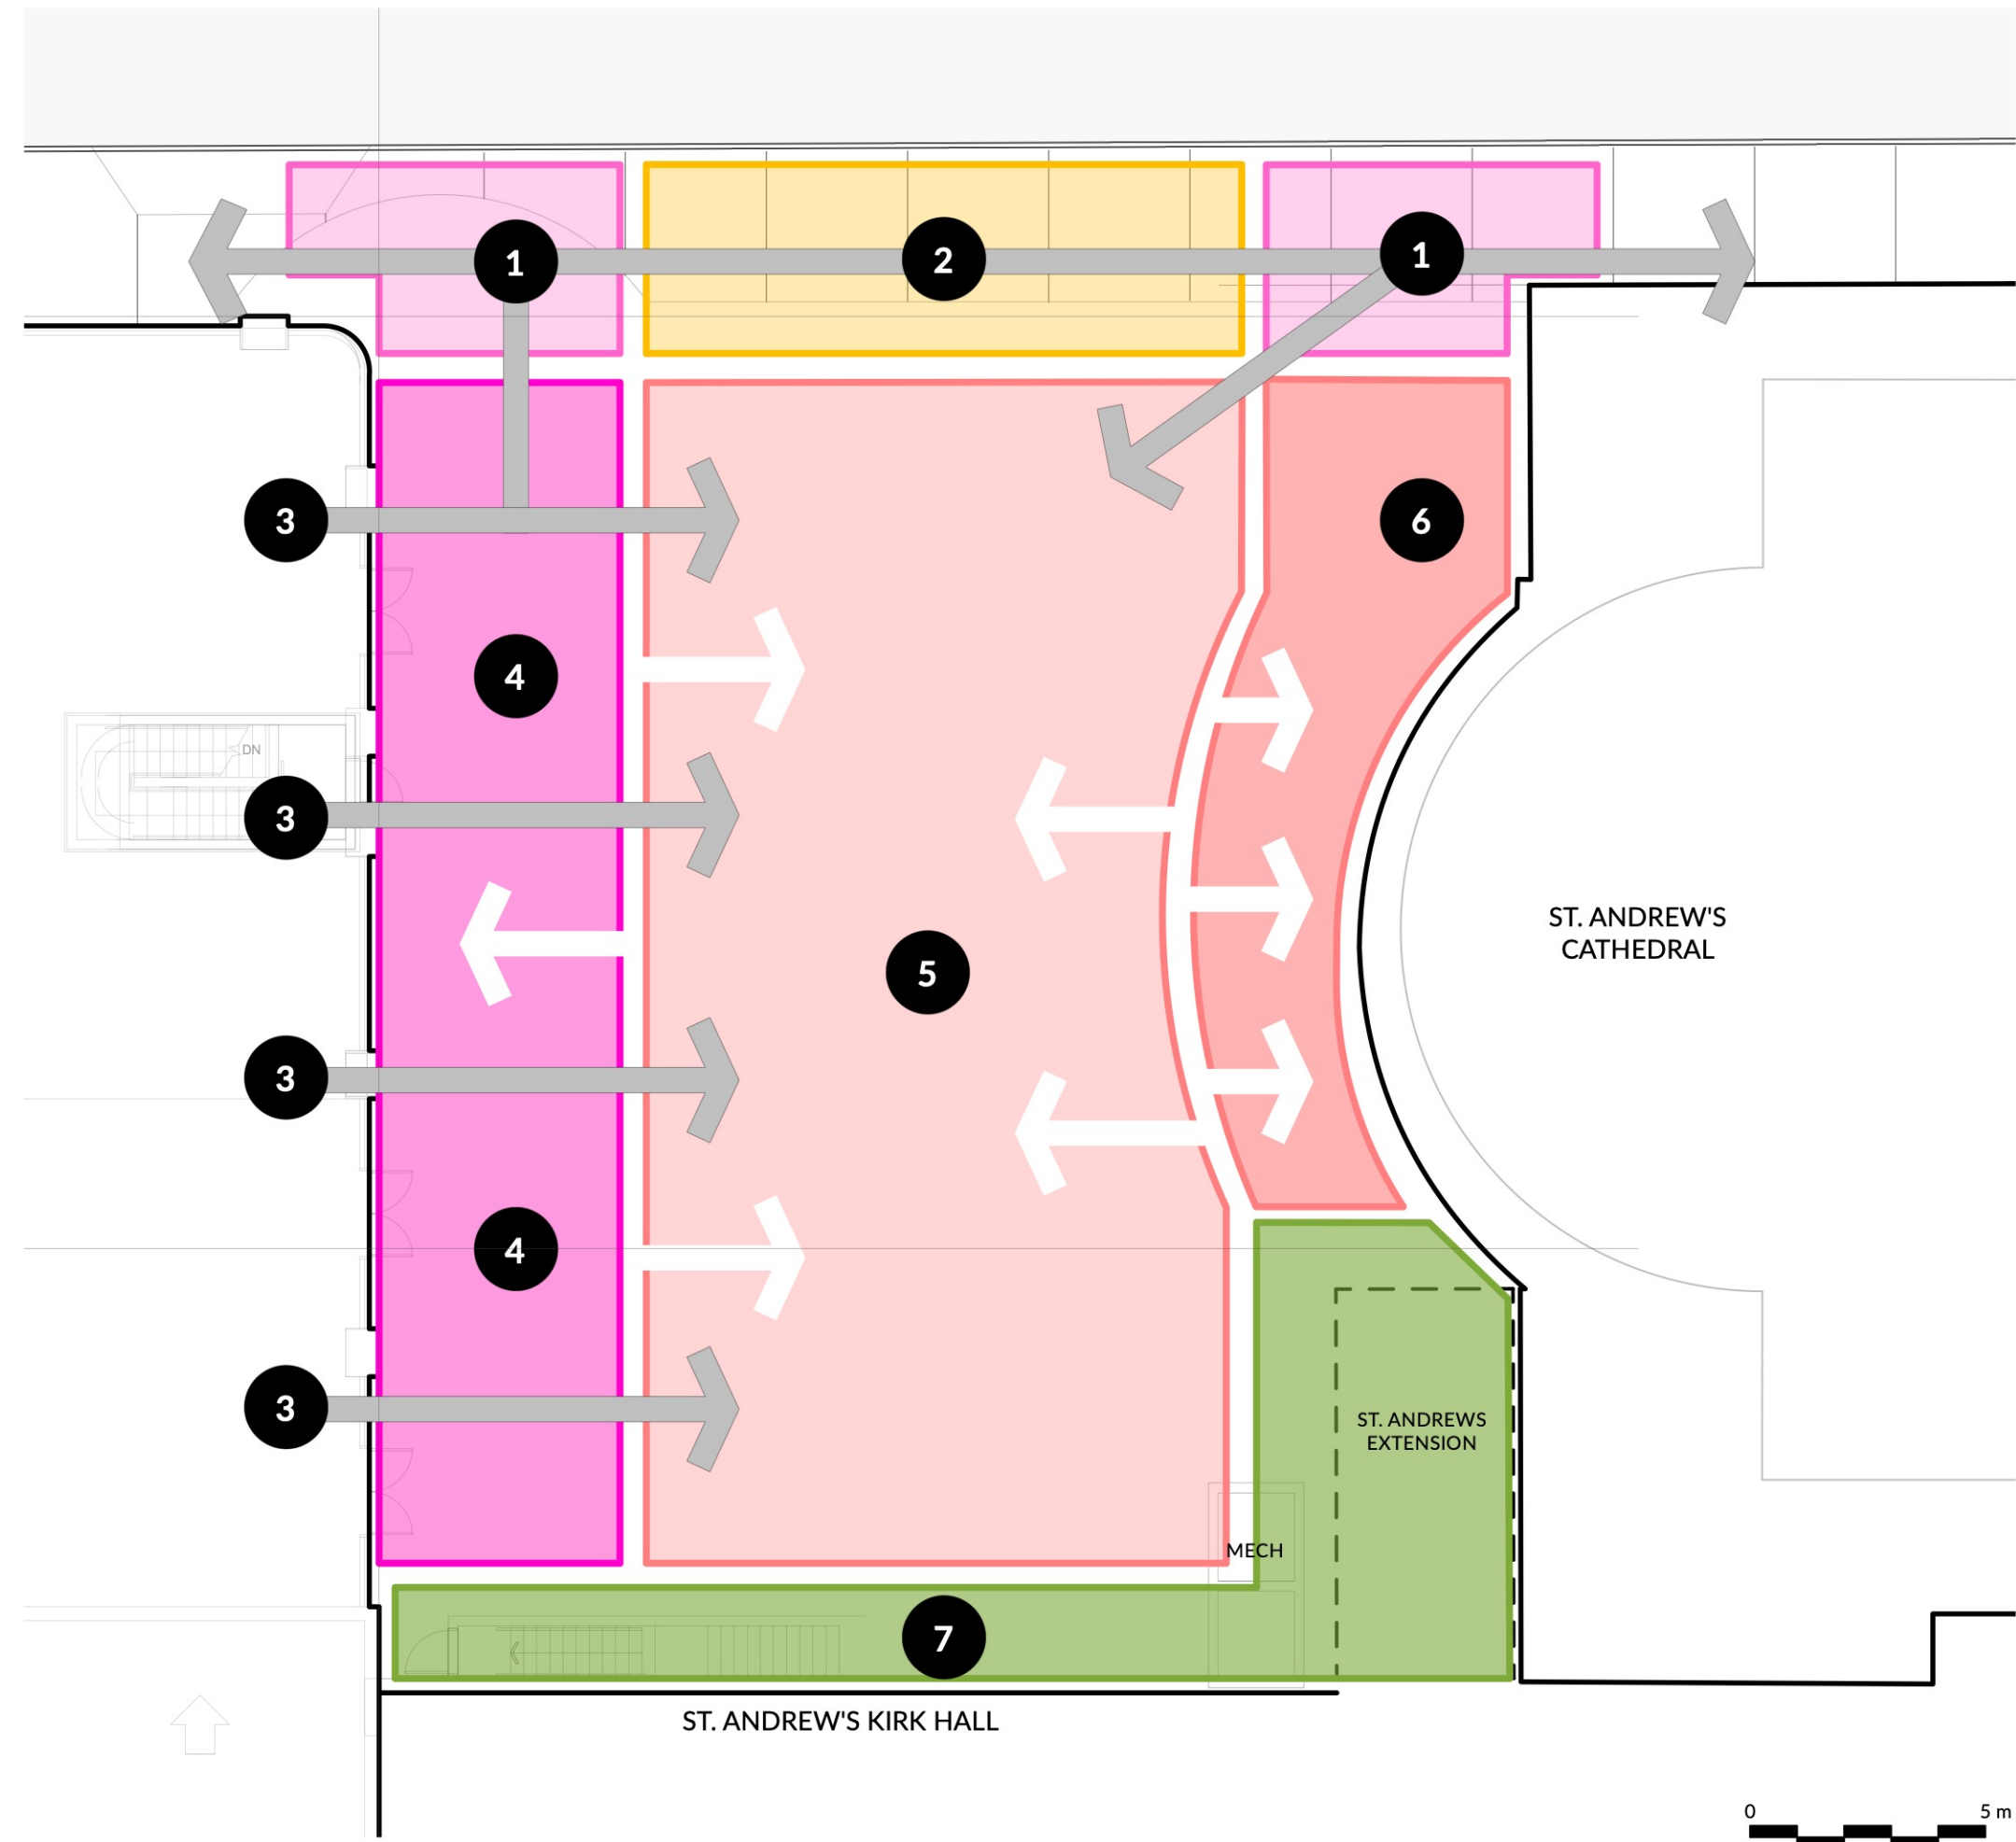 1
2
1
3
6
4
DN
3
ST. ANDREW'S
CATHEDRAL
5
3
4
3
ST. ANDREWS
EXTENSION
MECH
7
ST. ANDREW'S KIRK HALL
0
5 m